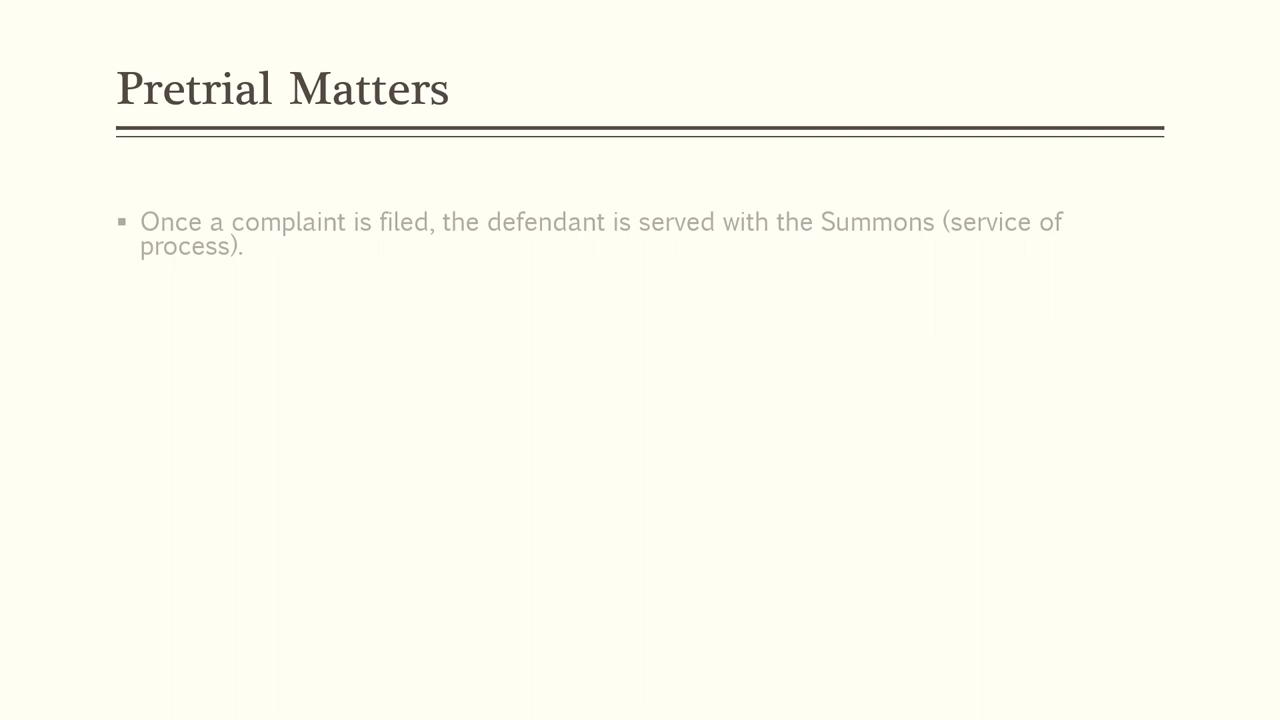 Pretrial Matters
▪ Once a complaint is filed, the defendant is served with the Summons (service of
process).